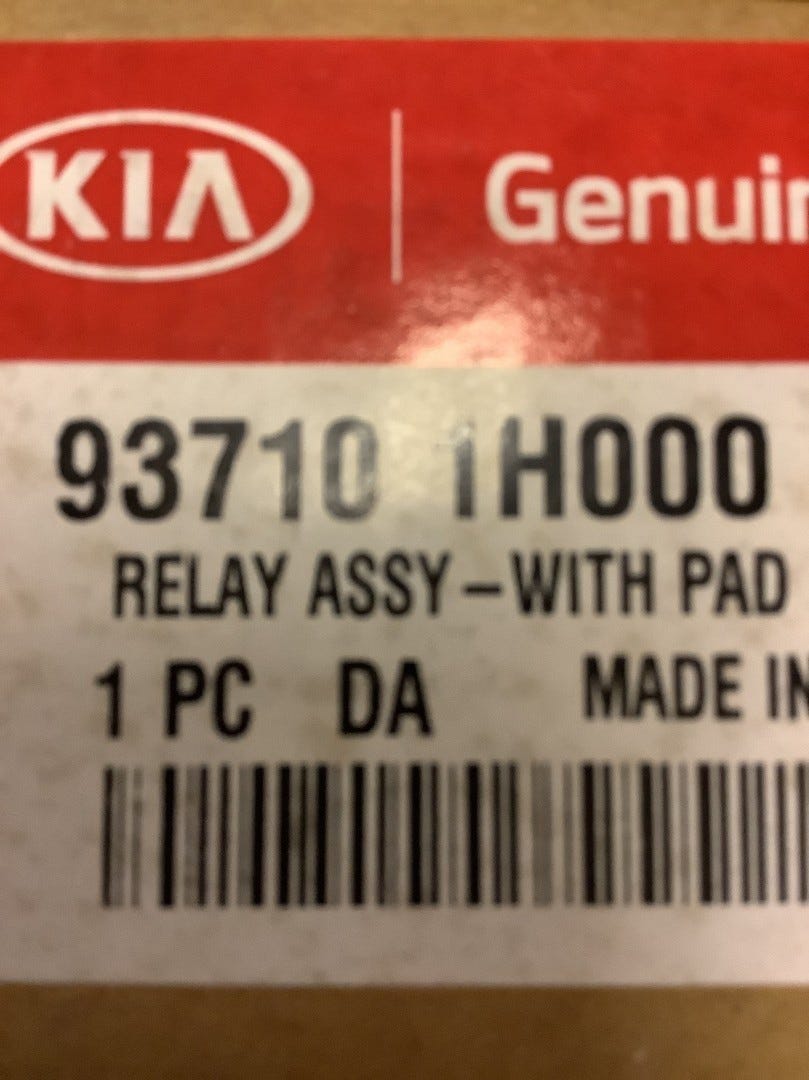 KIA Genuin
93710 1H000
RELAY ASSY-WITH PAD
1 PC DA MADE IN